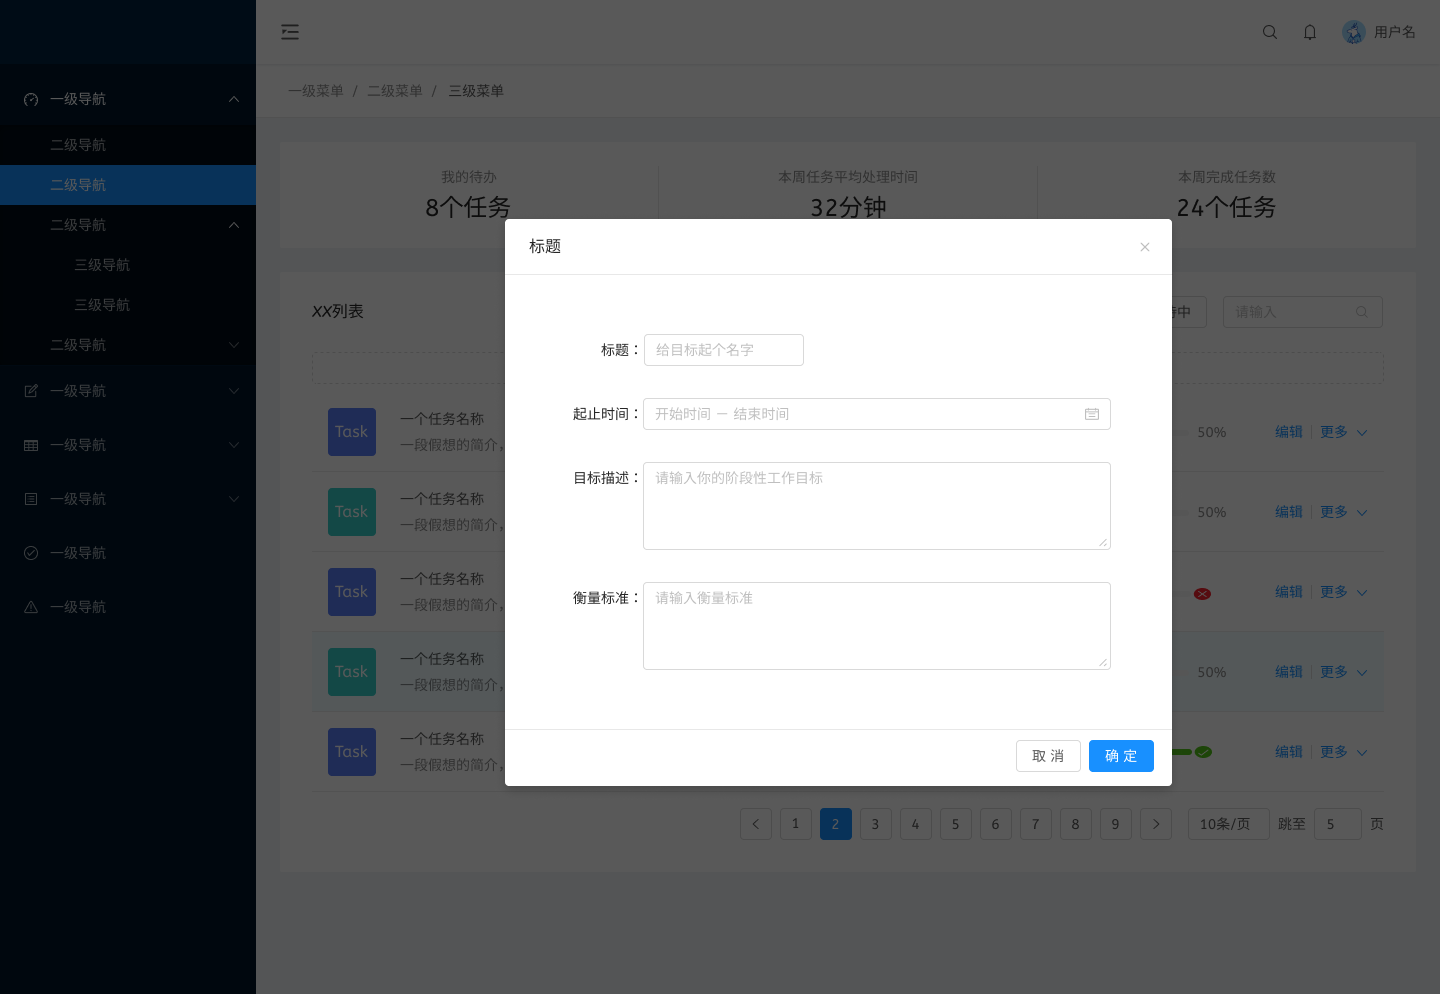 用户名
一级导航
二级导航
二级导航
二级导航
三级导航
三级导航
二级导航
一级导航
一级导航
一级导航
一级导航
一级导航
一级菜单 / 二级菜单 / 三级菜单
我的待办
8个任务
本周任务平均处理时间
32分钟
本周完成任务数
24个任务
XX列表
待中
请输入
Task
一个任务名称
一段假想的简介,
50%
编辑
更多
Task
一个任务名称
一段假想的简介,
50%
编辑
更多
Task
一个任务名称
一段假想的简介,
编辑
更多
Task
一个任务名称
一段假想的简介,
50%
编辑
更多
Task
一个任务名称
一段假想的简介,
编辑
更多
1 2 3 4 5 6 7 8 9 10条/页 跳至 5 页
标题
标题：
给目标起个名字
起止时间：
开始时间 — 结束时间
目标描述：
请输入你的阶段性工作目标
衡量标准：
请输入衡量标准
取 消
确 定